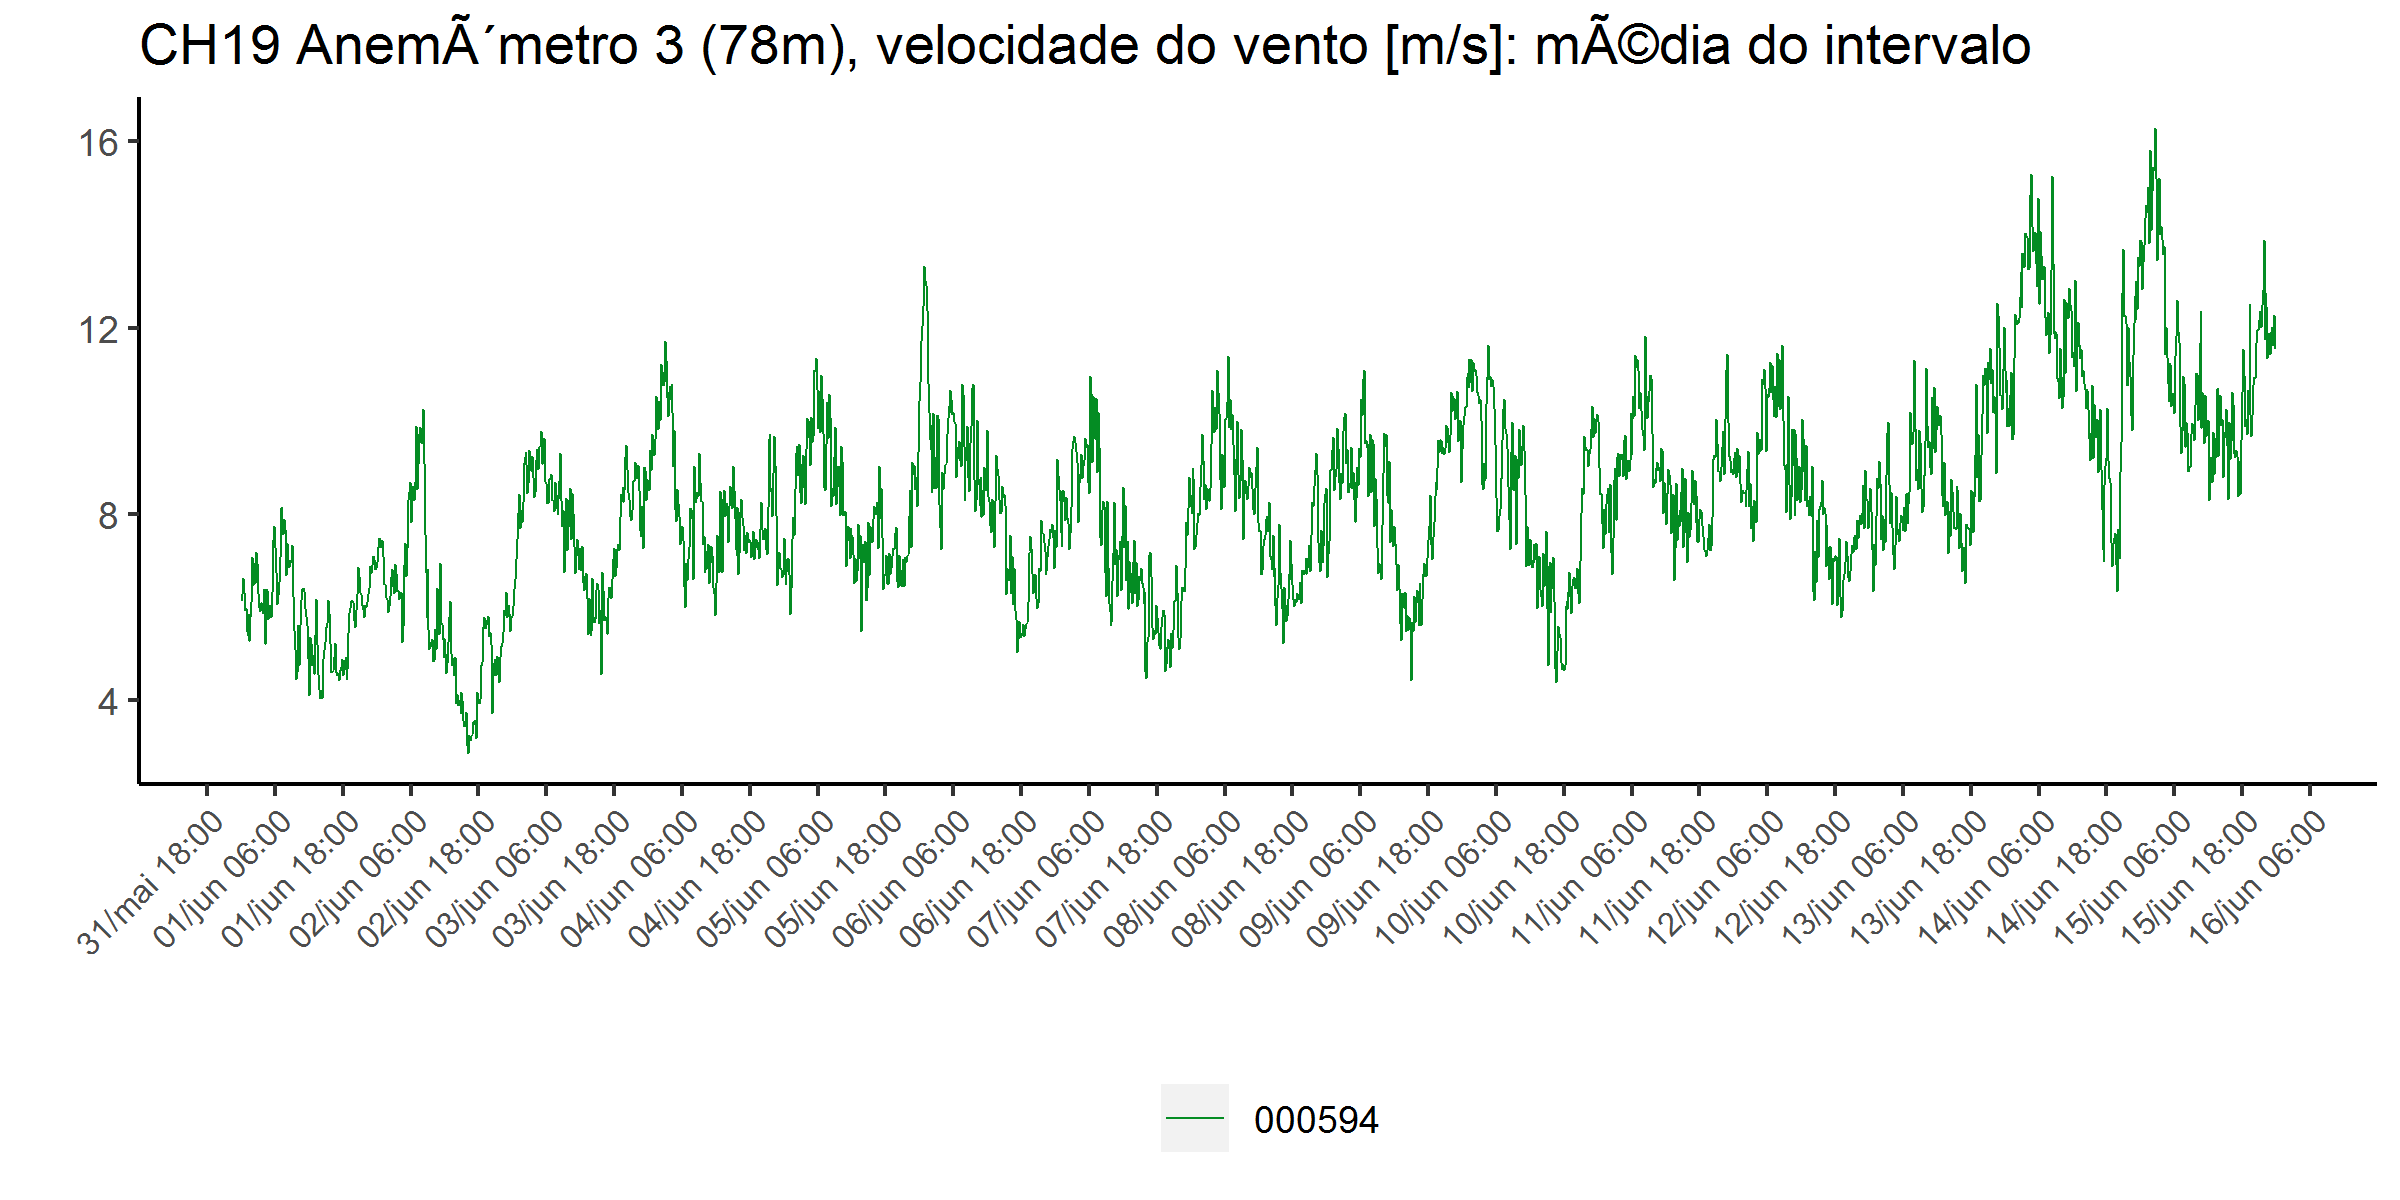 CH19 AnemÃ´metro 3 (78m), velocidade do vento [m/s]: mÃ©dia do intervalo
16
12
8
4
31/mai 18:00
01/jun 06:00
01/jun 18:00
02/jun 06:00
02/jun 18:00
03/jun 06:00
03/jun 18:00
04/jun 06:00
04/jun 18:00
05/jun 06:00
05/jun 18:00
06/jun 06:00
06/jun 18:00
07/jun 06:00
07/jun 18:00
08/jun 06:00
08/jun 18:00
09/jun 06:00
09/jun 18:00
10/jun 06:00
10/jun 18:00
11/jun 06:00
11/jun 18:00
12/jun 06:00
12/jun 18:00
13/jun 06:00
13/jun 18:00
14/jun 06:00
14/jun 18:00
15/jun 06:00
15/jun 18:00
16/jun 06:00
000594